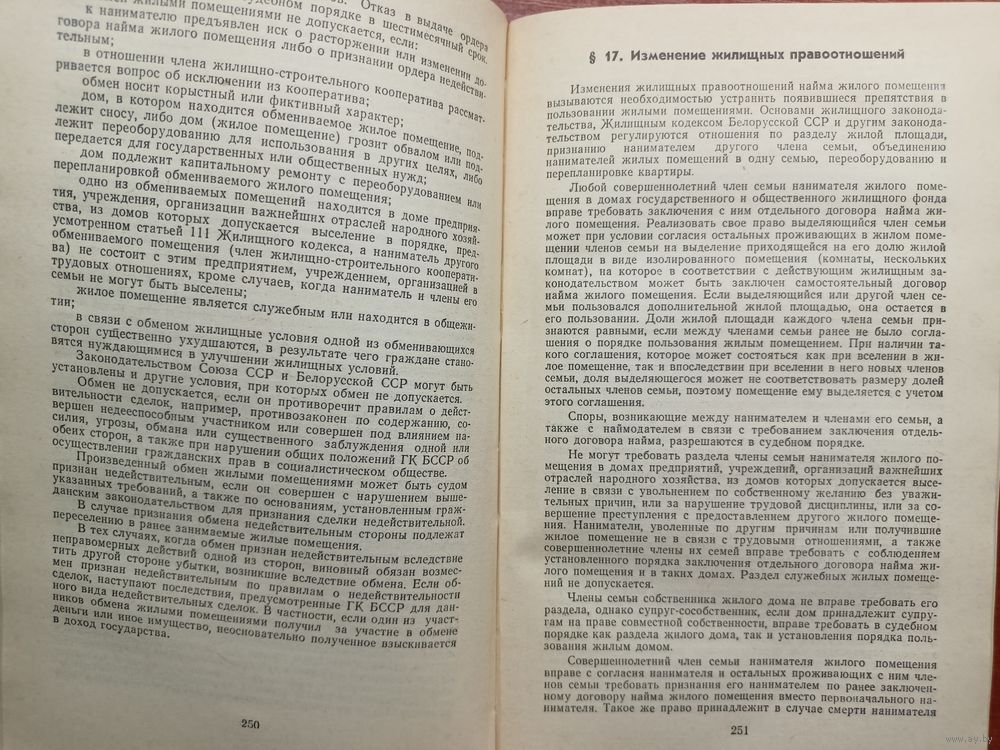 судебном порядке в шестимесячный срок.
жилыми помещениями не допускается, если: Отказ в выдаче ордера
к нанимателю предъявлен иск о расторжении или изменении до-
говора найма жилого помещения либо о признании ордера недействи-
тельным;
в отношении члена жилищно-строительного кооператива рассмат-
ривается вопрос об исключении из кооператива;
обмен носит корыстный или фиктивный характер;
дом, в котором находится обмениваемое жилое помещение, под-
лежит сносу, либо дом (жилое помещение) грозит обвалом или под-
лежит переоборудованию для использования в других целях, либо
передается для государственных или общественных нужд;
дом подлежит капитальному ремонту с переоборудованием или
перепланировкой обмениваемого жилого помещения;
одно из обмениваемых помещений находится в доме предприя-
тия, учреждения, организации важнейших отраслей народного хозяй-
ства, из домов которых допускается выселение в порядке, пред-
усмотренном статьей 111 Жилищного кодекса, а наниматель другого
обмениваемого помещения (член жилищно-строительного кооперати-
ва) не состоит с этим предприятием, учреждением, организацией в
трудовых отношениях, кроме случаев, когда наниматель и члены его
семьи не могут быть выселены;
жилое помещение является служебным или находится в общежи-
тии;
в связи с обменом жилищные условия одной из обменивающихся
сторон существенно ухудшаются, в результате чего граждане стано-
вятся нуждающимися в улучшении жилищных условий.
Законодательством Союза ССР и Белорусской ССР могут быть
установлены и другие условия, при которых обмен не допускается.
Обмен не допускается, если он противоречит правилам о дейст-
вительности сделок, например, противозаконен по содержанию, со-
вершен недееспособным участником или совершен под влиянием на-
силия, угрозы, обмана или существенного заблуждения одной или
обеих сторон, а также при нарушении общих положений ГК БССР об
осуществлении гражданских прав в социалистическом обществе.
Произведенный обмен жилыми помещениями может быть судом
признан недействительным, если он совершен с нарушением выше-
указанных требований, а также по основаниям, установленным граж-
данским законодательством для признания сделки недействительной.
В случае признания обмена недействительным стороны подлежат
переселению в ранее занимаемые жилые помещения.
В тех случаях, когда обмен признан недействительным вследствие
неправомерных действий одной из сторон, виновный обязан возмес-
тить другой стороне убытки, возникшие вследствие обмена. Если об-
мен признан недействительным по правилам о недействительности
сделок, наступают последствия, предусмотренные ГК БССР для дан-
ного вида недействительных сделок. В частности, если один из участ-
ников обмена жилыми помещениями получил за участие в обмене
деньги или иное имущество, неосновательно полученное взыскивается
в доход государства.
250
§ 17. Изменение жилищных правоотношений
Изменения жилищных правоотношений найма жилого помещения
вызываются необходимостью устранить появившиеся препятствия в
пользовании жилыми помещениями. Основами жилищного законода-
тельства, Жилищным кодексом Белорусской ССР и другим законода-
тельством регулируются отношения по разделу жилой площади,
признанию нанимателем другого члена семьи, объединению
нанимателей жилых помещений в одну семью, переоборудованию и
перепланировке квартиры.
Любой совершеннолетний член семьи нанимателя жилого поме-
щения в домах государственного и общественного жилищного фонда
вправе требовать заключения с ним отдельного договора найма жи-
лого помещения. Реализовать свое право выделяющийся член семьи
может при условии согласия остальных проживающих в жилом поме-
щении членов семьи на выделение приходящейся на его долю жилой
площади в виде изолированного помещения (комнаты, нескольких
комнат), на которое в соответствии с действующим жилищным за-
конодательством может быть заключен самостоятельный договор
найма жилого помещения. Если выделяющийся или другой член се-
мьи пользовался дополнительной жилой площадью, она остается в
его пользовании. Доли жилой площади каждого члена семьи при-
знаются равными, если между членами семьи ранее не было согла-
шения о порядке пользования жилым помещением. При наличии та-
кого соглашения, которое может состояться как при вселении в жи-
лое помещение, так и впоследствии при вселении в него новых членов
семьи, доля выделяющегося может не соответствовать размеру долей
остальных членов семьи, поэтому помещение ему выделяется с учетом
этого соглашения.
Споры, возникающие между нанимателем и членами его семьи, а
также с наймодателем в связи с требованием заключения отдель-
ного договора найма, разрешаются в судебном порядке.
Не могут требовать раздела члены семьи нанимателя жилого по-
мещения в домах предприятий, учреждений, организаций важнейших
отраслей народного хозяйства, из домов которых допускается высе-
ление в связи с увольнением по собственному желанию без уважи-
тельных причин, или за нарушение трудовой дисциплины, или за со-
вершение преступления с предоставлением другого жилого помеще-
ния. Наниматели, уволенные по другим причинам или получившие
жилое помещение не в связи с трудовыми отношениями, а также
совершеннолетние члены их семей вправе требовать с соблюдением
установленного порядка заключения отдельного договора найма жи-
лого помещения и в таких домах. Раздел служебных жилых помеще-
ний не допускается.
Члены семьи собственника жилого дома не вправе требовать его
раздела, однако супруг-сособственник, если дом принадлежит супру-
гам на праве совместной собственности, вправе требовать в судебном
порядке как раздела жилого дома, так и установления порядка поль-
зования жилым домом.
Совершеннолетний член семьи нанимателя жилого помещения
вправе с согласия нанимателя и остальных проживающих с ним чле-
нов семьи требовать признания его нанимателем по ранее заключен-
ному договору найма жилого помещения вместо первоначального на-
нимателя. Такое же право принадлежит в случае смерти нанимателя
251
www.ay.by